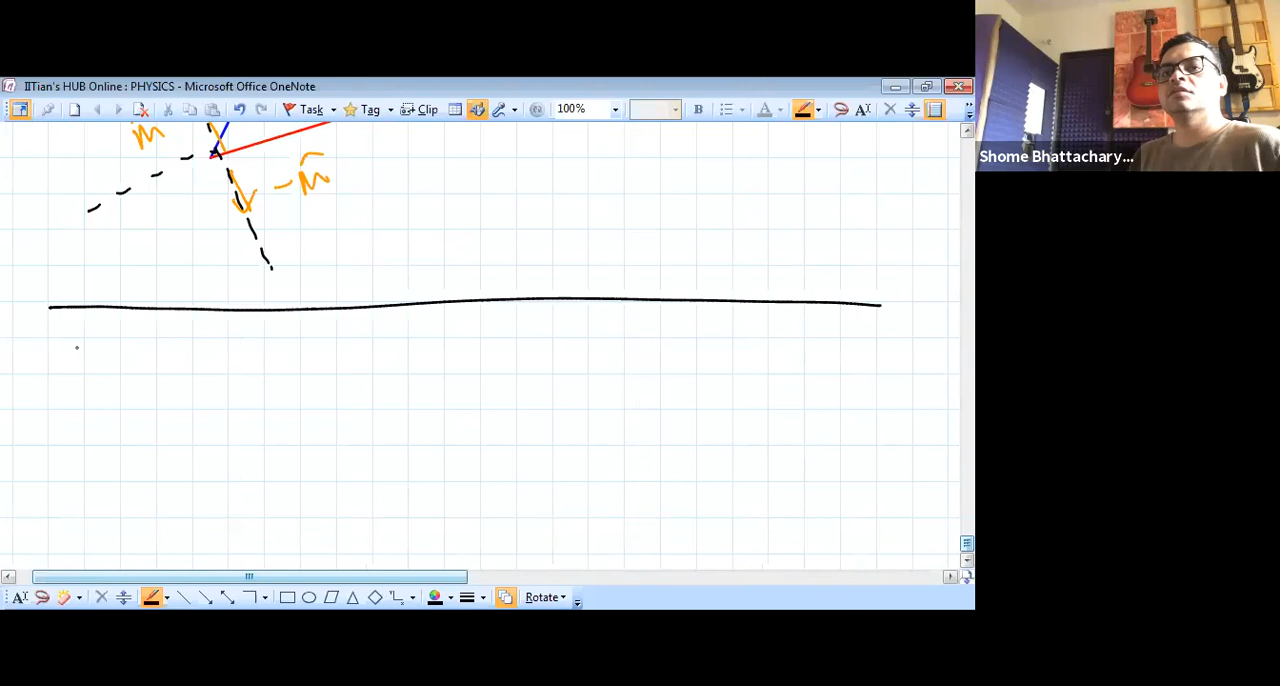 IITian's HUB Online : PHYSICS - Microsoft Office OneNote
Task Tag Clip 100% B A A
m
- m̂
Shome Bhattachary...
A Rotate